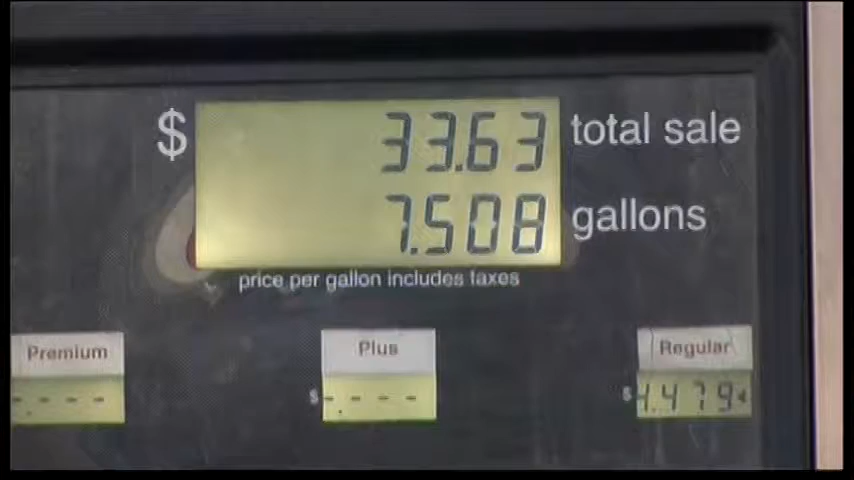 $ 33.63 total sale
7.508 gallons
price per gallon includes taxes
Premium Plus Regular
-.--- $ -.--- $ 4.479